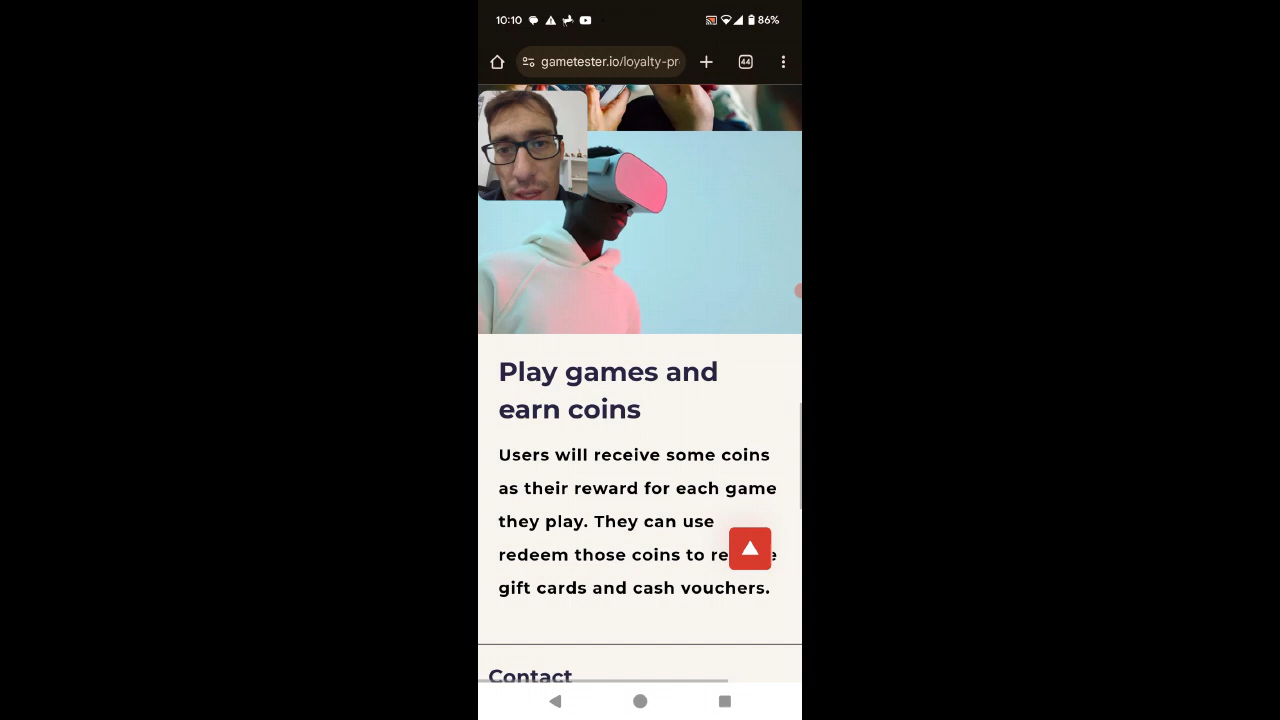 10:10
86%
gametester.io/loyalty-pr
44
Play games and
earn coins
Users will receive some coins
as their reward for each game
they play. They can use
redeem those coins to re
gift cards and cash vouchers.
Contact